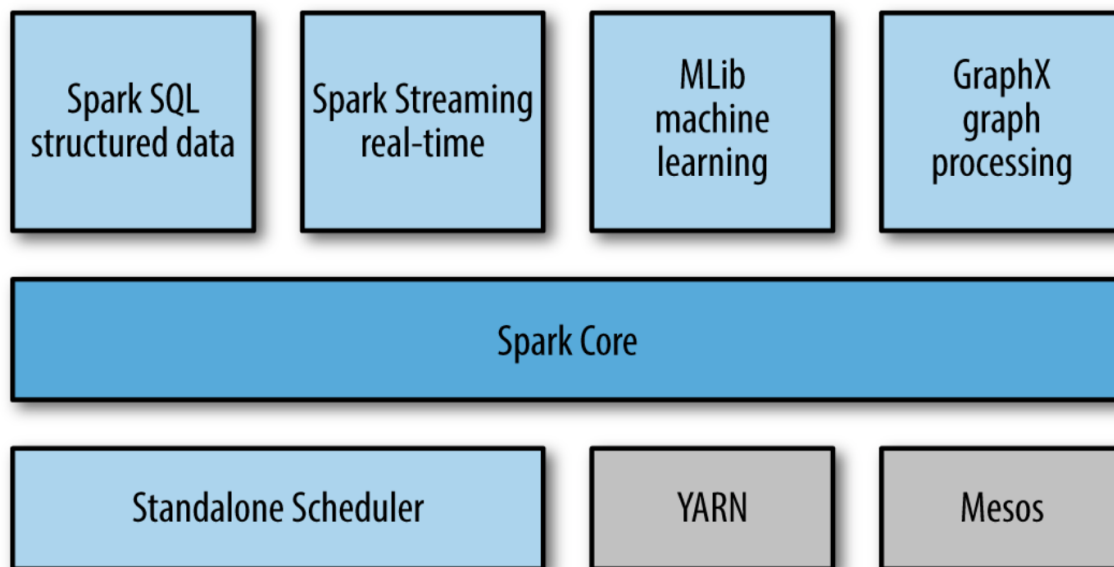 Spark SQL
structured data
Spark Streaming
real-time
MLib
machine
learning
GraphX
graph
processing
Spark Core
Standalone Scheduler
YARN
Mesos